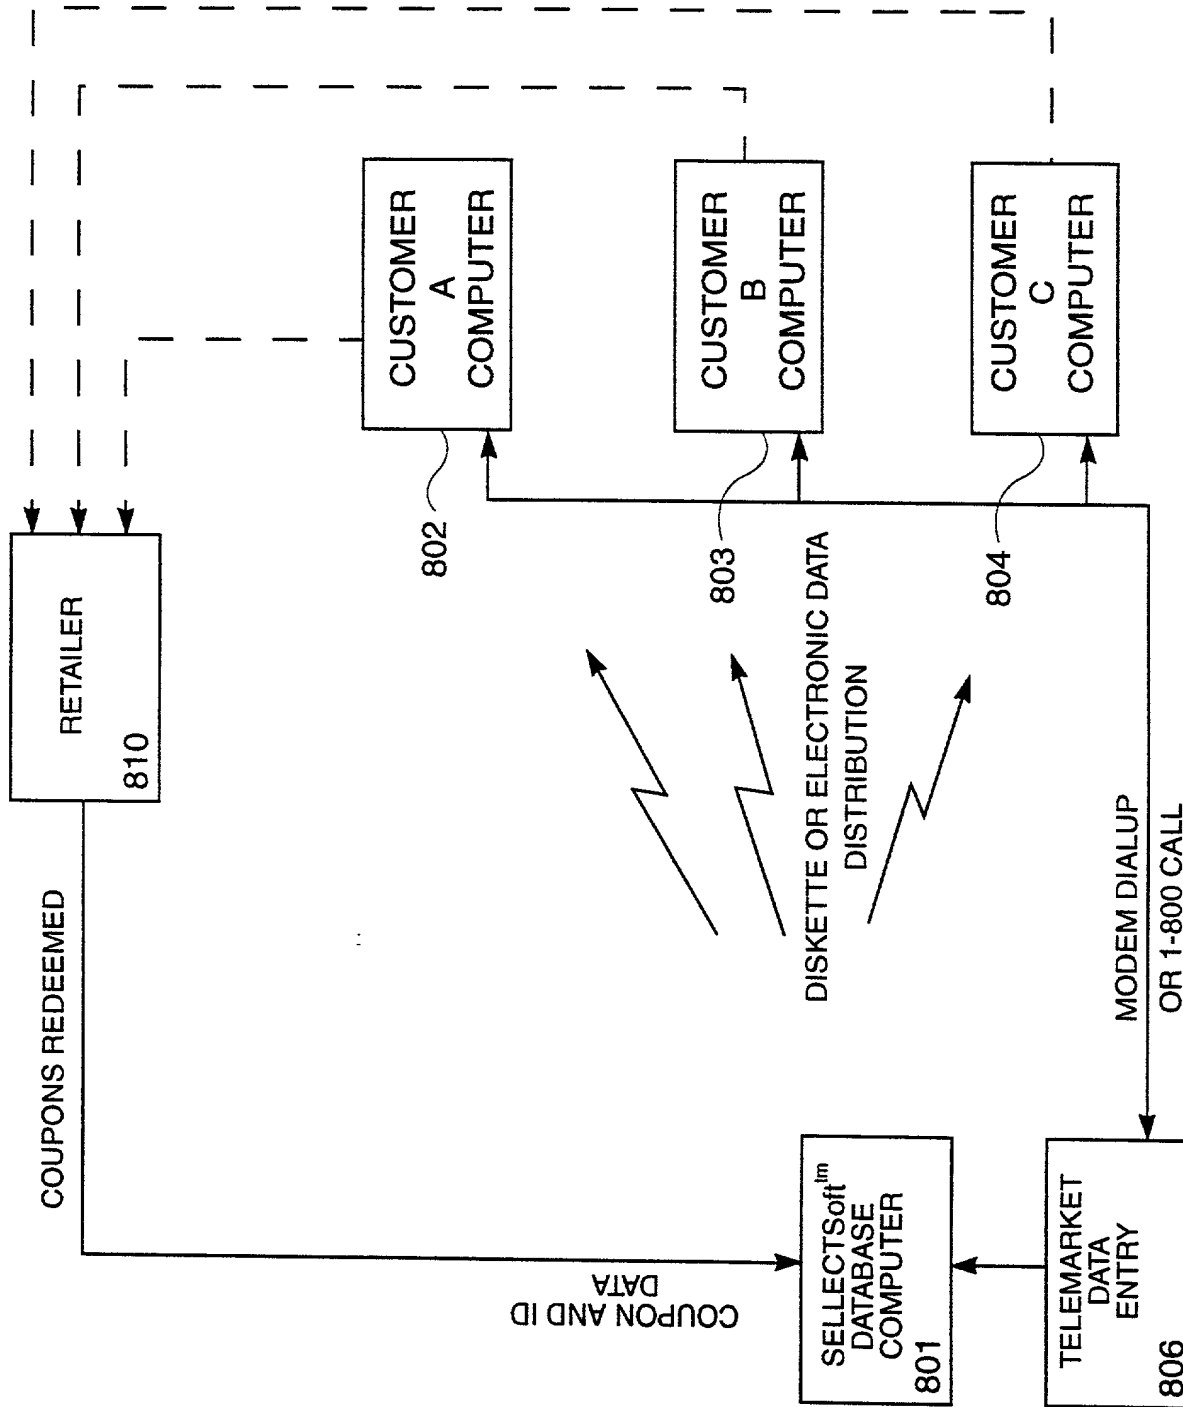 COUPONS REDEEMED
RETAILER
810
COUPON AND ID
DATA
SELLECTSoft™
DATABASE
COMPUTER
801
TELEMARKET
DATA
ENTRY
806
DISKETTE OR ELECTRONIC DATA
DISTRIBUTION
MODEM DIALUP
OR 1-800 CALL
802
CUSTOMER
A
COMPUTER
803
CUSTOMER
B
COMPUTER
804
CUSTOMER
C
COMPUTER